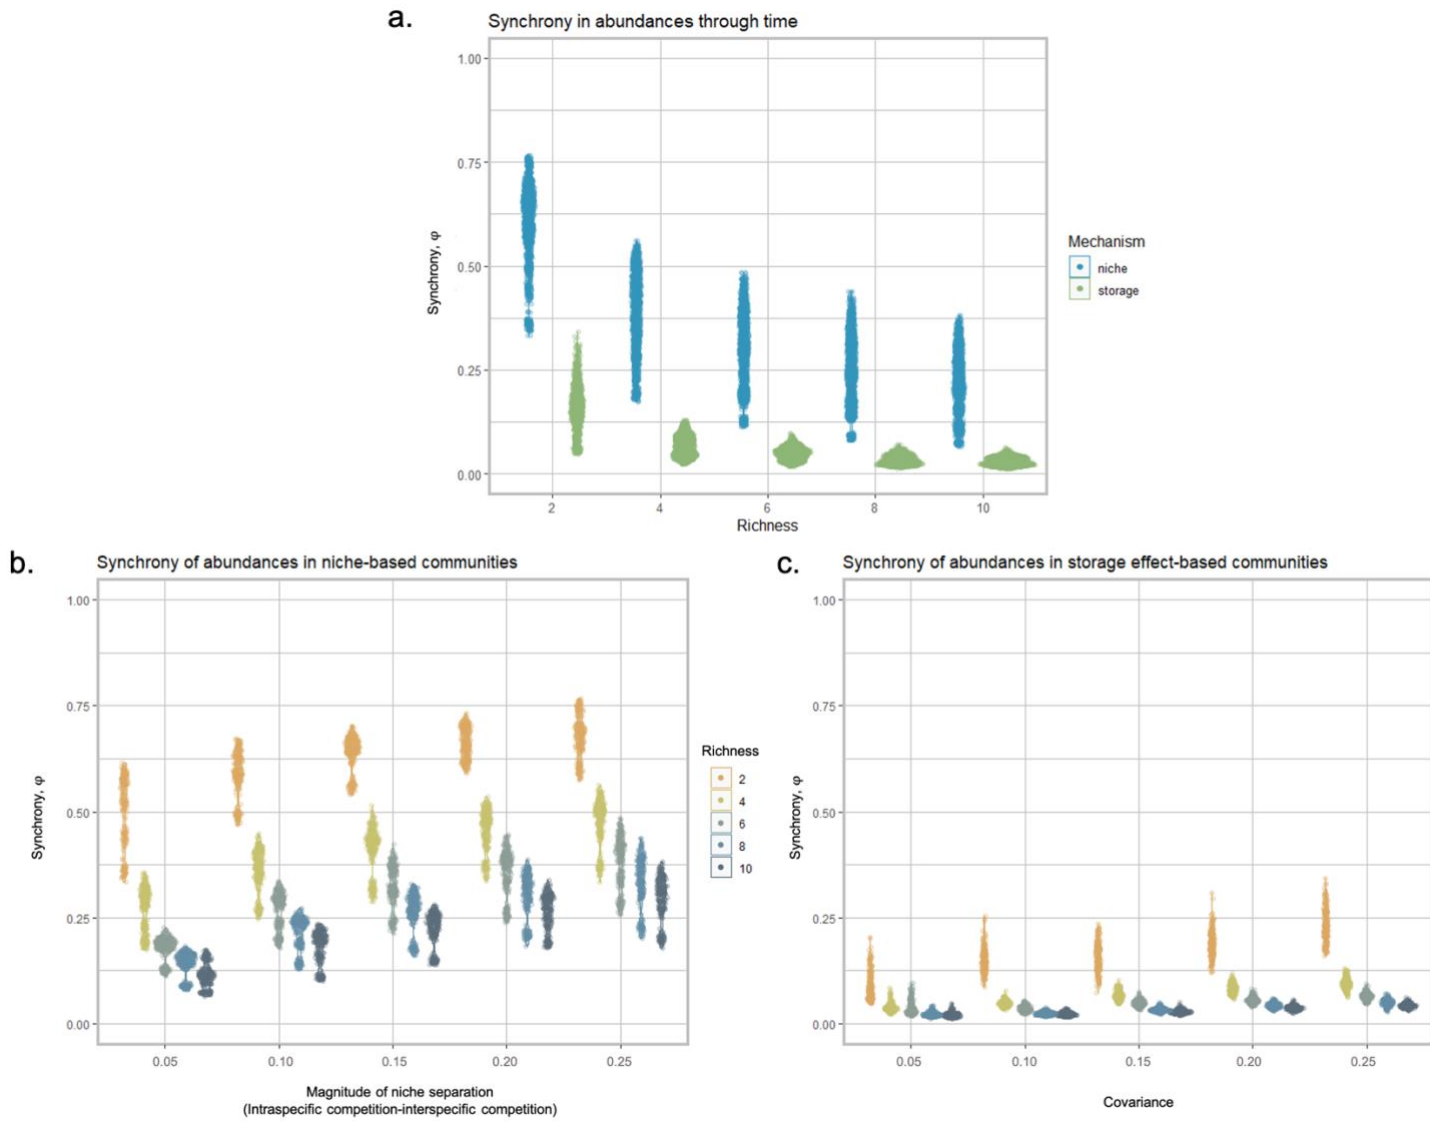 a.
Synchrony in abundances through time
1.00
0.75
0.50
0.25
0.00
Synchrony, φ
2 4 6 8 10
Richness
Mechanism
niche
storage
b.
Synchrony of abundances in niche-based communities
1.00
0.75
0.50
0.25
0.00
Synchrony, φ
0.05 0.10 0.15 0.20 0.25
Magnitude of niche separation
(Intraspecific competition-interspecific competition)
Richness
2
4
6
8
10
c.
Synchrony of abundances in storage effect-based communities
1.00
0.75
0.50
0.25
0.00
Synchrony, φ
0.05 0.10 0.15 0.20 0.25
Covariance